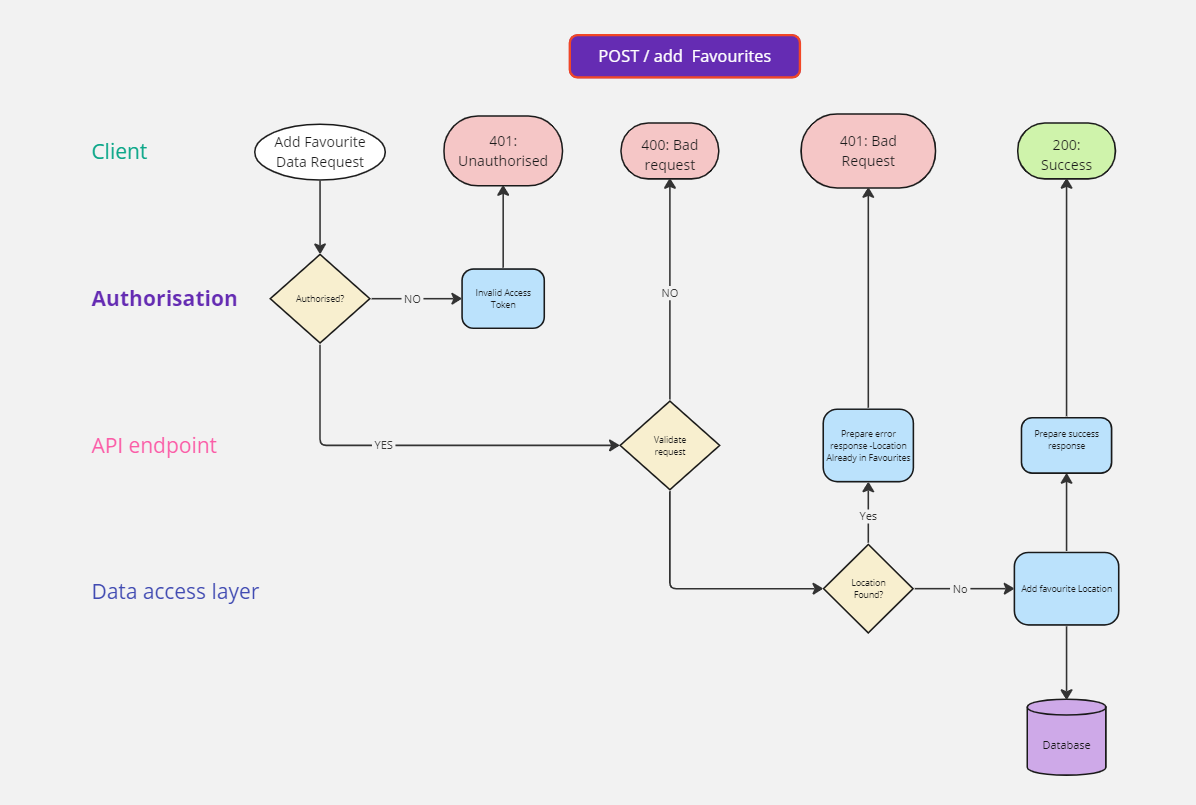 POST / add  Favourites
Client
Add Favourite
Data Request
401:
Unauthorised
400: Bad
request
401: Bad
Request
200:
Success
Authorisation
Authorised?
NO
Invalid Access
Token
NO
API endpoint
YES
Validate
request
Prepare error
response -Location
Already in Favourites
Prepare success
response
Yes
Data access layer
Location
Found?
No
Add favourite Location
Database